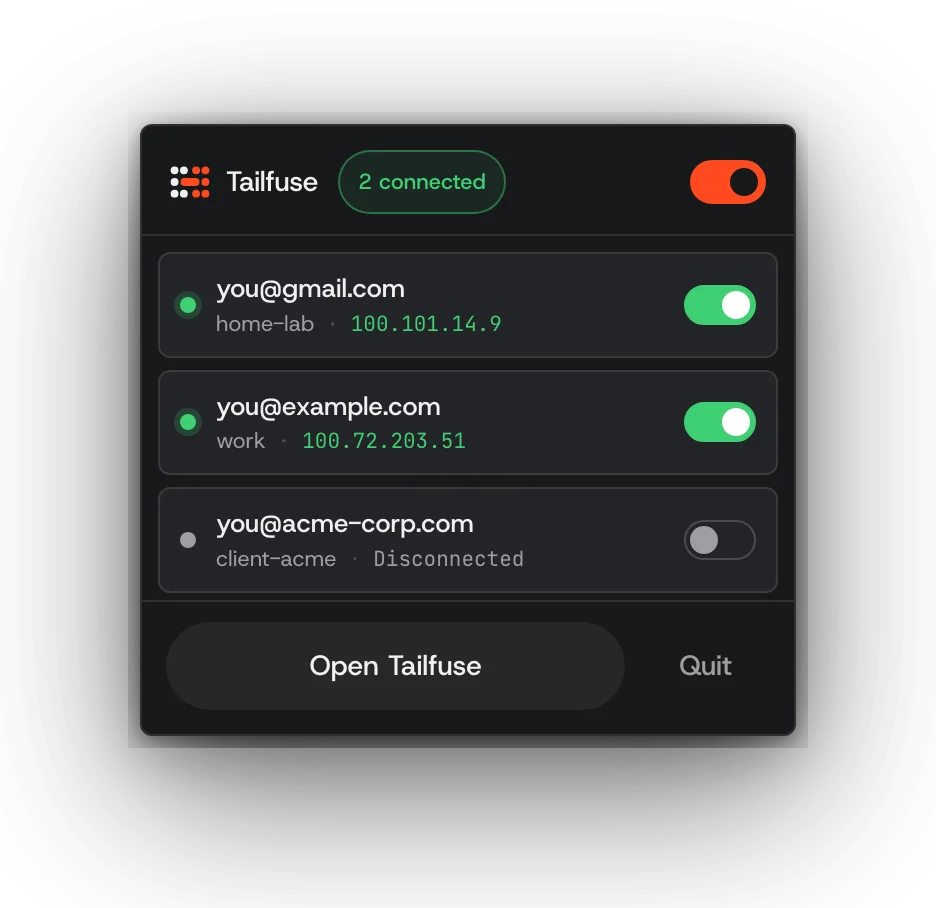 Tailfuse 2 connected
you@gmail.com
home-lab · 100.101.14.9
you@example.com
work · 100.72.203.51
you@acme-corp.com
client-acme · Disconnected
Open Tailfuse Quit